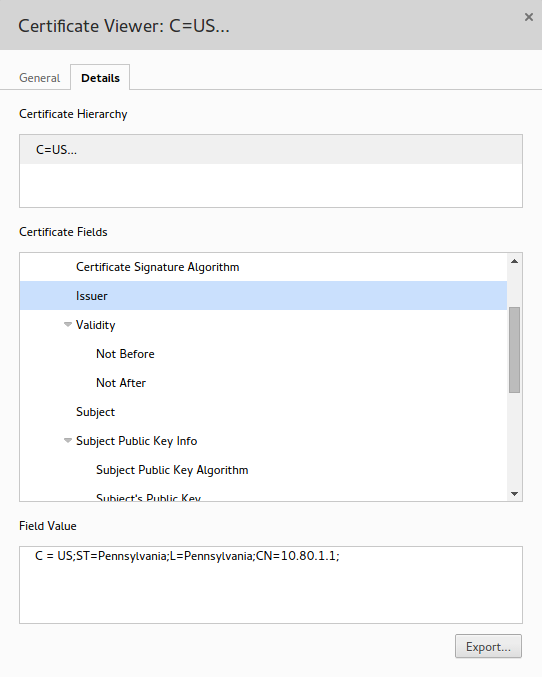 Certificate Viewer: C=US...
×
General Details
Certificate Hierarchy
C=US...
Certificate Fields
Certificate Signature Algorithm
Issuer
Validity
Not Before
Not After
Subject
Subject Public Key Info
Subject Public Key Algorithm
Subject's Public Key
Field Value
C = US;ST=Pennsylvania;L=Pennsylvania;CN=10.80.1.1;
Export...